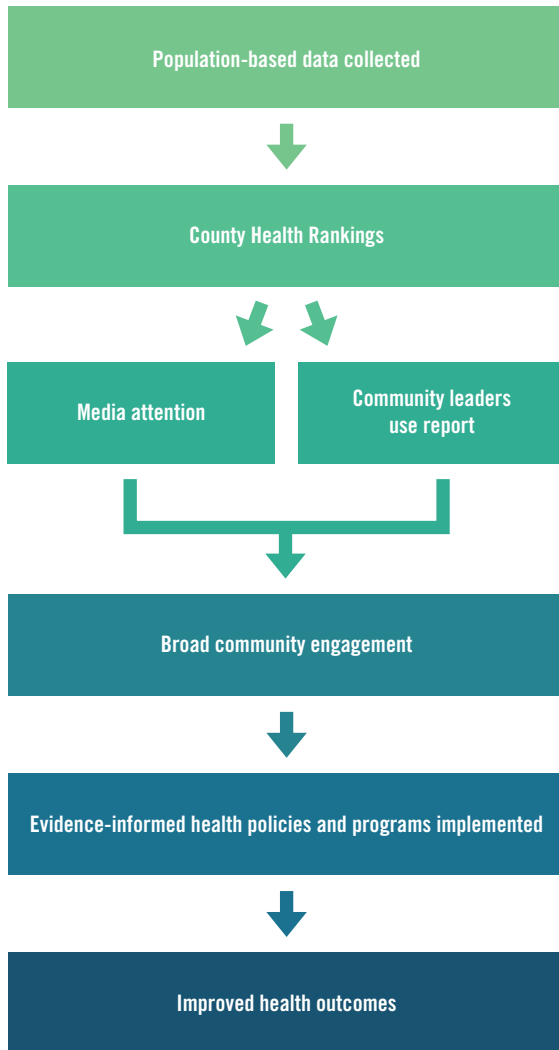 Population-based data collected
County Health Rankings
Media attention
Community leaders
use report
Broad community engagement
Evidence-informed health policies and programs implemented
Improved health outcomes